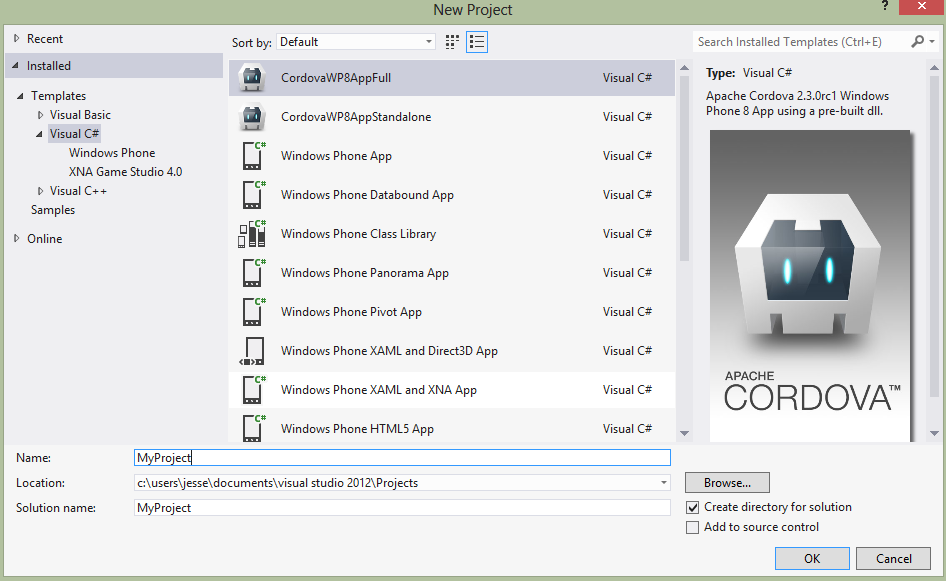 New Project
?
Recent
Installed
Templates
Visual Basic
Visual C#
Windows Phone
XNA Game Studio 4.0
Visual C++
Samples
Online
Sort by: Default
CordovaWP8AppFull Visual C#
CordovaWP8AppStandalone Visual C#
C# Windows Phone App Visual C#
C# Windows Phone Databound App Visual C#
C# Windows Phone Class Library Visual C#
C# Windows Phone Panorama App Visual C#
C# Windows Phone Pivot App Visual C#
Windows Phone XAML and Direct3D App Visual C#
C# Windows Phone XAML and XNA App Visual C#
C# Windows Phone HTML5 App Visual C#
Search Installed Templates (Ctrl+E)
Type: Visual C#
Apache Cordova 2.3.0rc1 Windows
Phone 8 App using a pre-built dll.
APACHE
CORDOVA™
Name: MyProject
Location: c:\users\jesse\documents\visual studio 2012\Projects
Solution name: MyProject
Browse...
Create directory for solution
Add to source control
OK Cancel